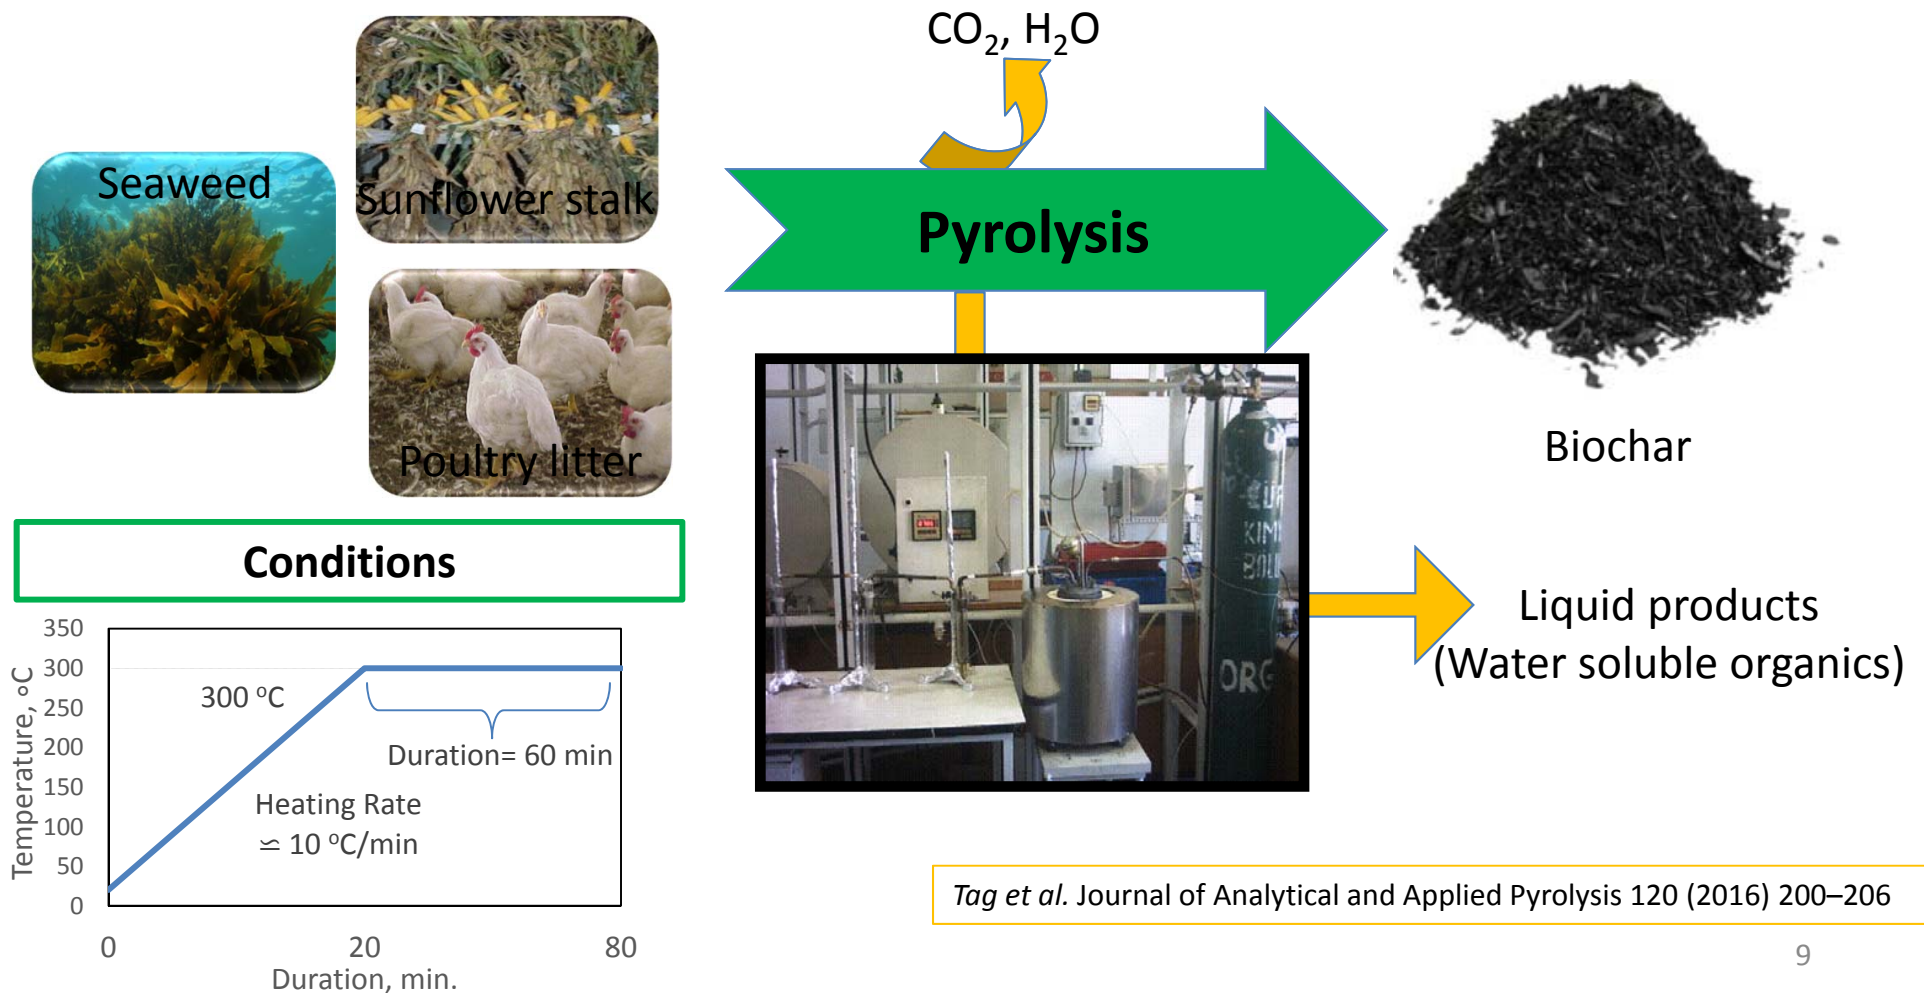 CO₂, H₂O
Seaweed
Sunflower stalk
Pyrolysis
Poultry litter
Biochar
Conditions
350
300
250
200
150
100
50
0
Temperature, °C
300 °C
Duration= 60 min
Heating Rate
≃ 10 °C/min
0
20
80
Duration, min.
KIM
ORG
Liquid products
(Water soluble organics)
Tag et al. Journal of Analytical and Applied Pyrolysis 120 (2016) 200–206
9